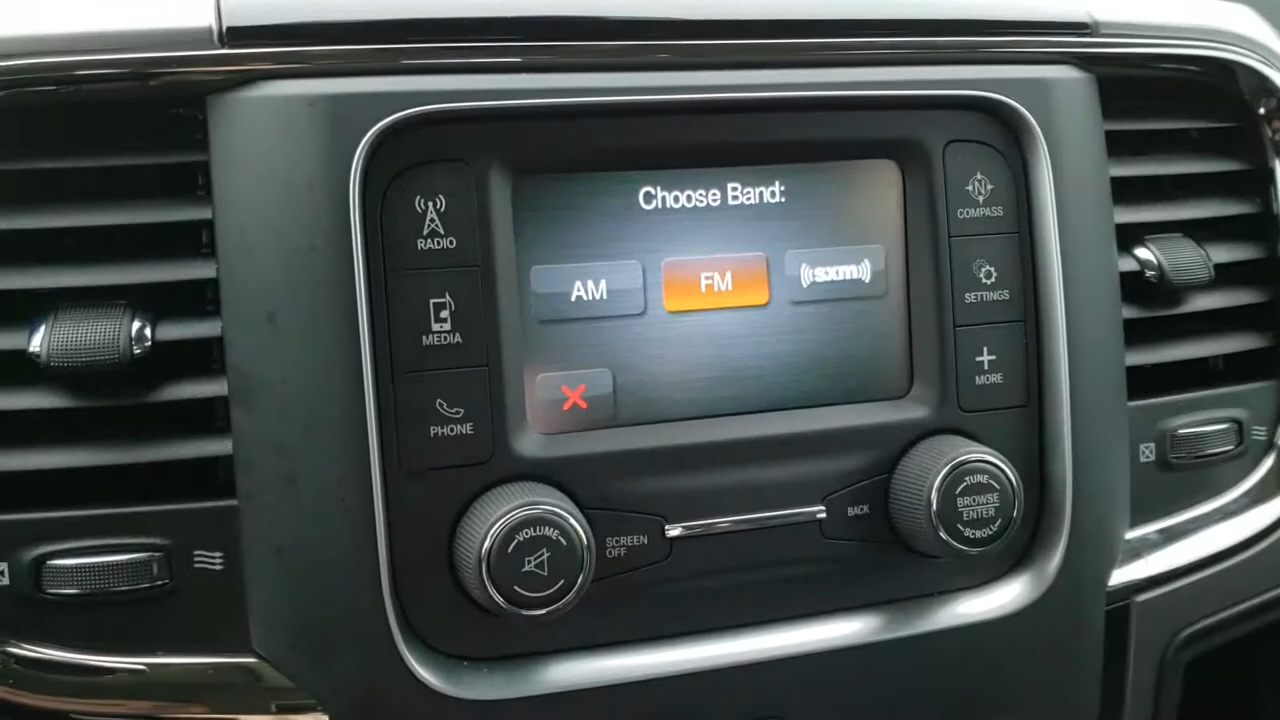 Choose Band:
AM
FM
((sxm))
RADIO
MEDIA
PHONE
N
COMPASS
SETTINGS
MORE
VOLUME
SCREEN
OFF
BACK
TUNE
BROWSE
ENTER
SCROLL